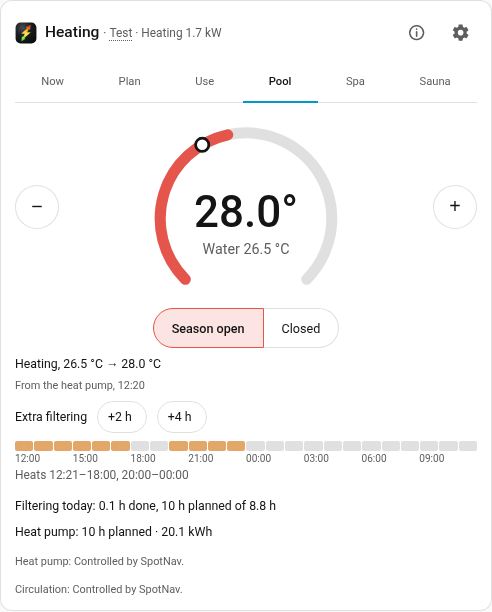 Heating · Test · Heating 1.7 kW
Now Plan Use Pool Spa Sauna
28.0°
− +
Water 26.5 °C
Season open Closed
Heating, 26.5 °C → 28.0 °C
From the heat pump, 12:20
Extra filtering +2 h +4 h
12:00 15:00 18:00 21:00 00:00 03:00 06:00 09:00
Heats 12:21–18:00, 20:00–00:00
Filtering today: 0.1 h done, 10 h planned of 8.8 h
Heat pump: 10 h planned · 20.1 kWh
Heat pump: Controlled by SpotNav.
Circulation: Controlled by SpotNav.